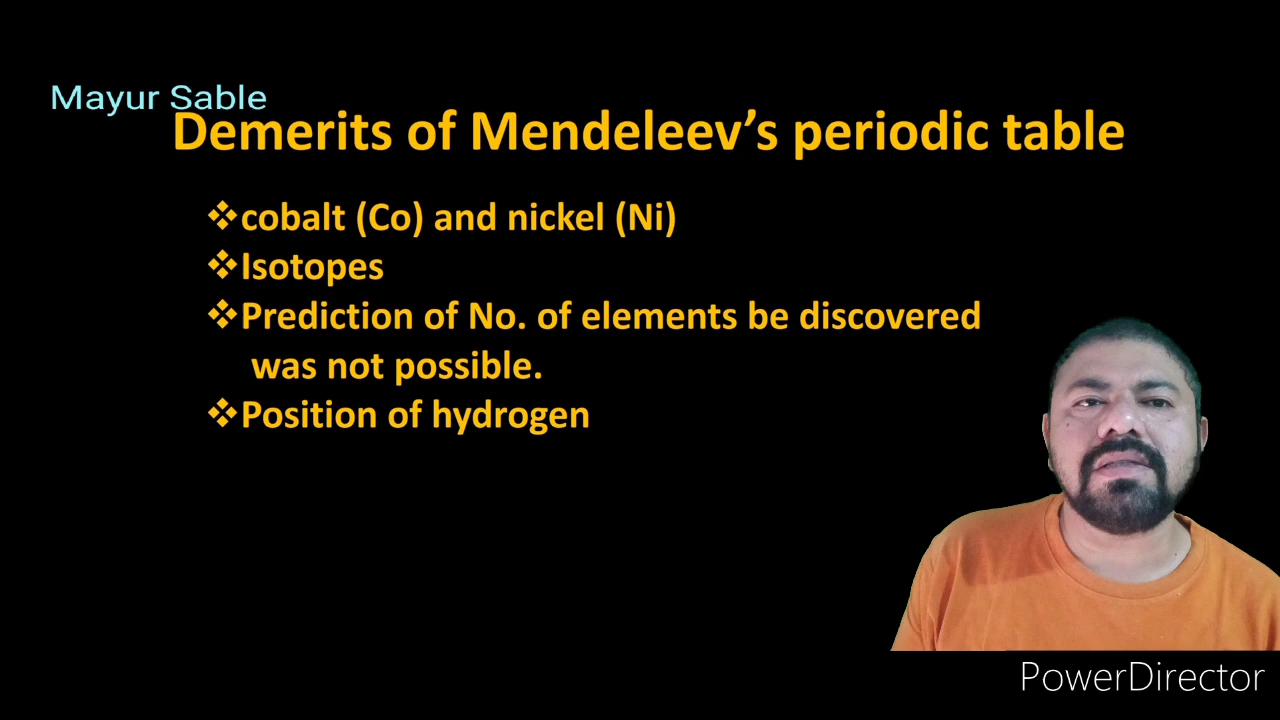 Mayur Sable
Demerits of Mendeleev’s periodic table
❖cobalt (Co) and nickel (Ni)
❖Isotopes
❖Prediction of No. of elements be discovered
was not possible.
❖Position of hydrogen
PowerDirector